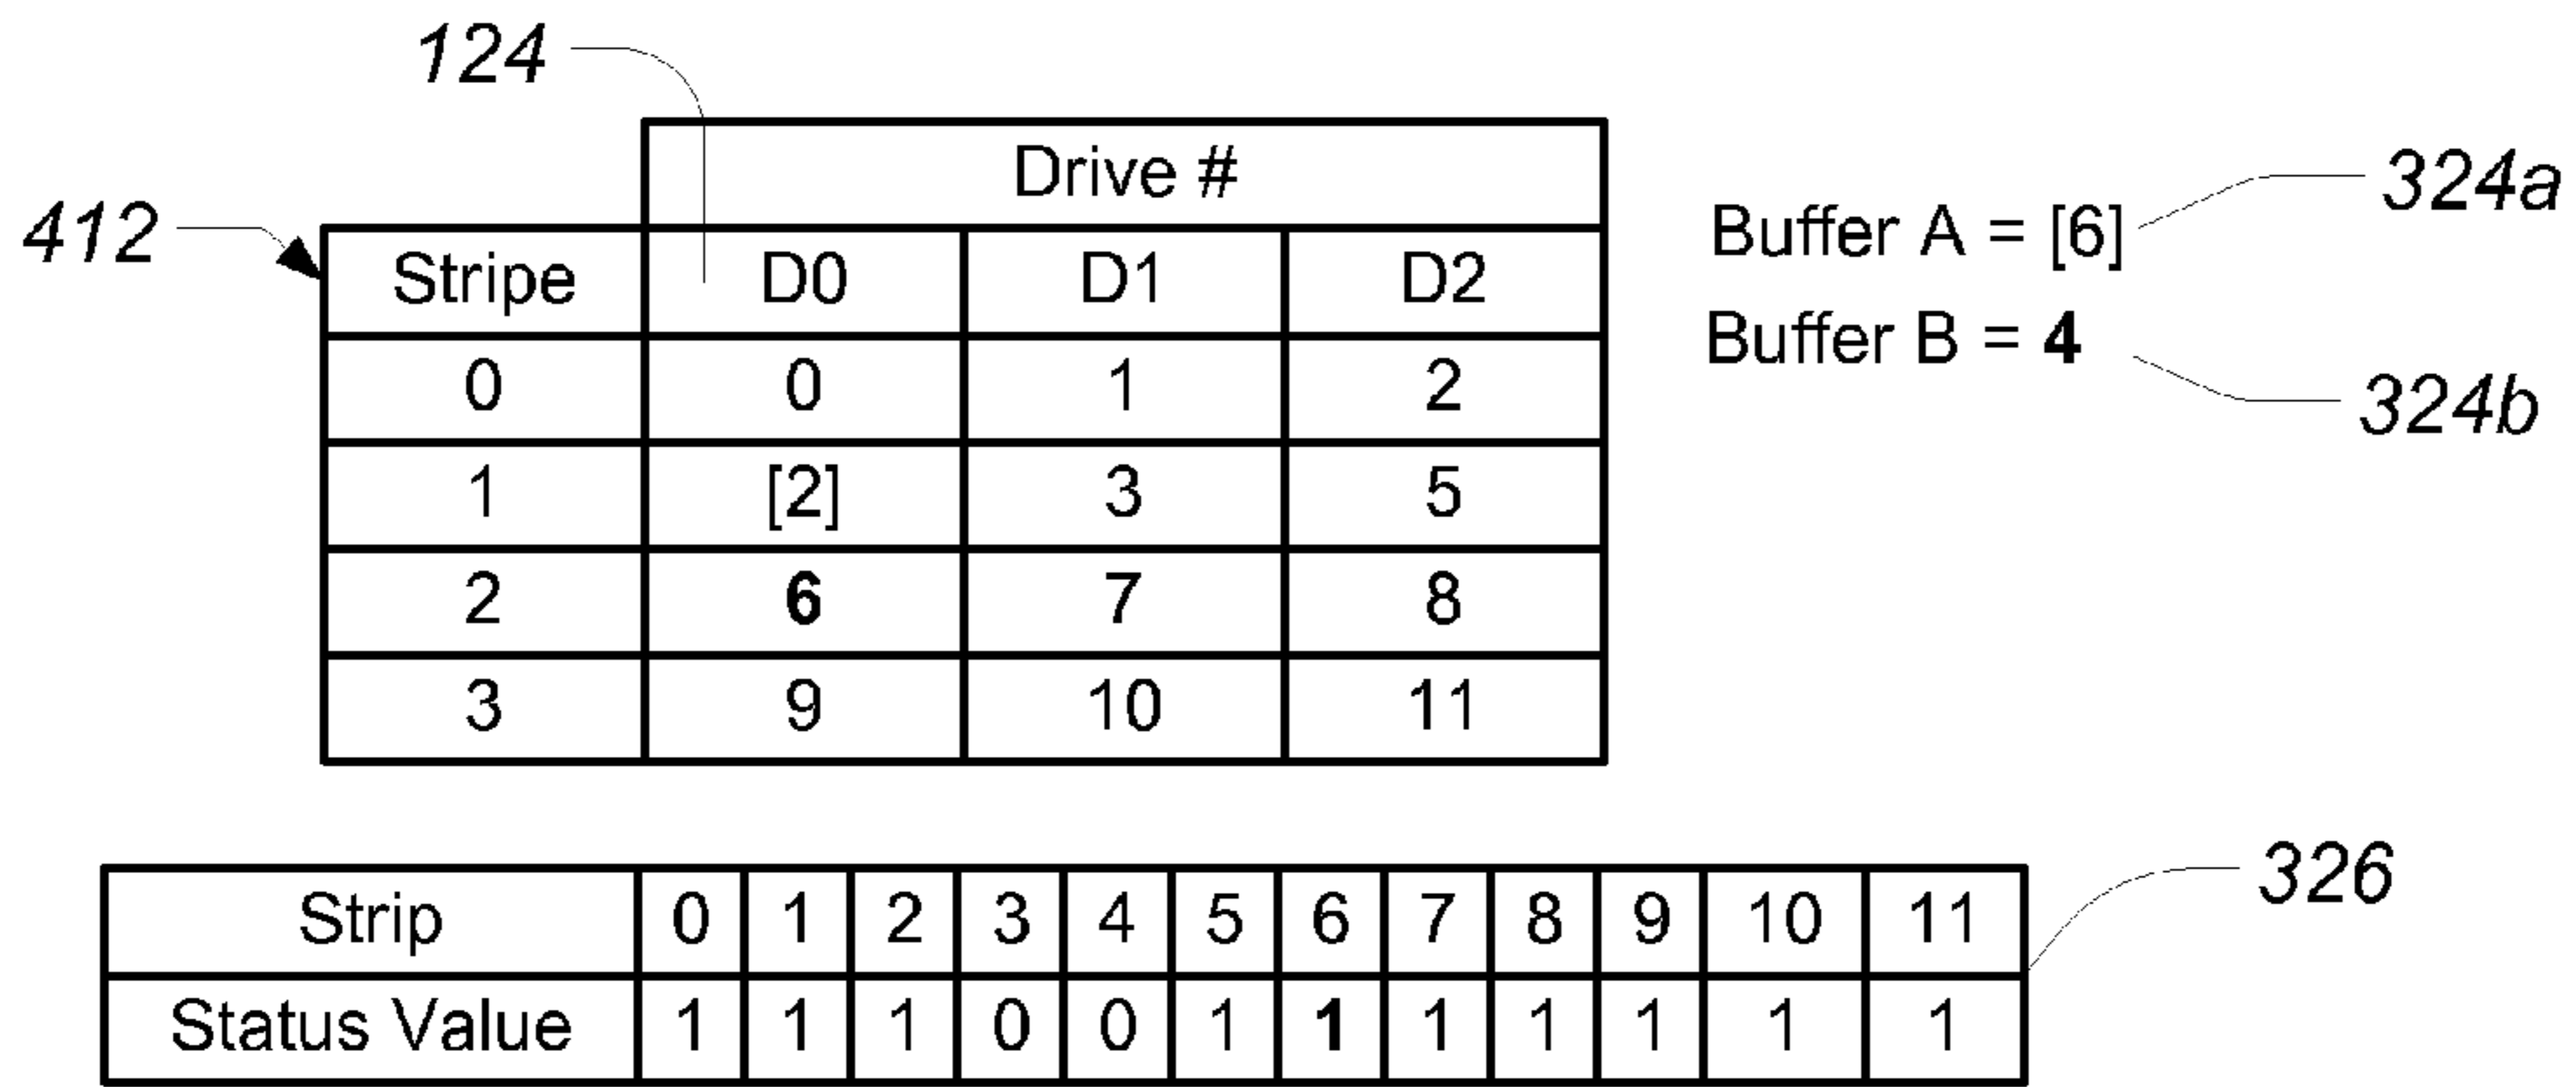 124
Drive #
412
Stripe D0 D1 D2
0 0 1 2
1 [2] 3 5
2 6 7 8
3 9 10 11
Buffer A = [6]
324a
Buffer B = 4
324b
Strip 0 1 2 3 4 5 6 7 8 9 10 11
Status Value 1 1 1 0 0 1 1 1 1 1 1 1
326